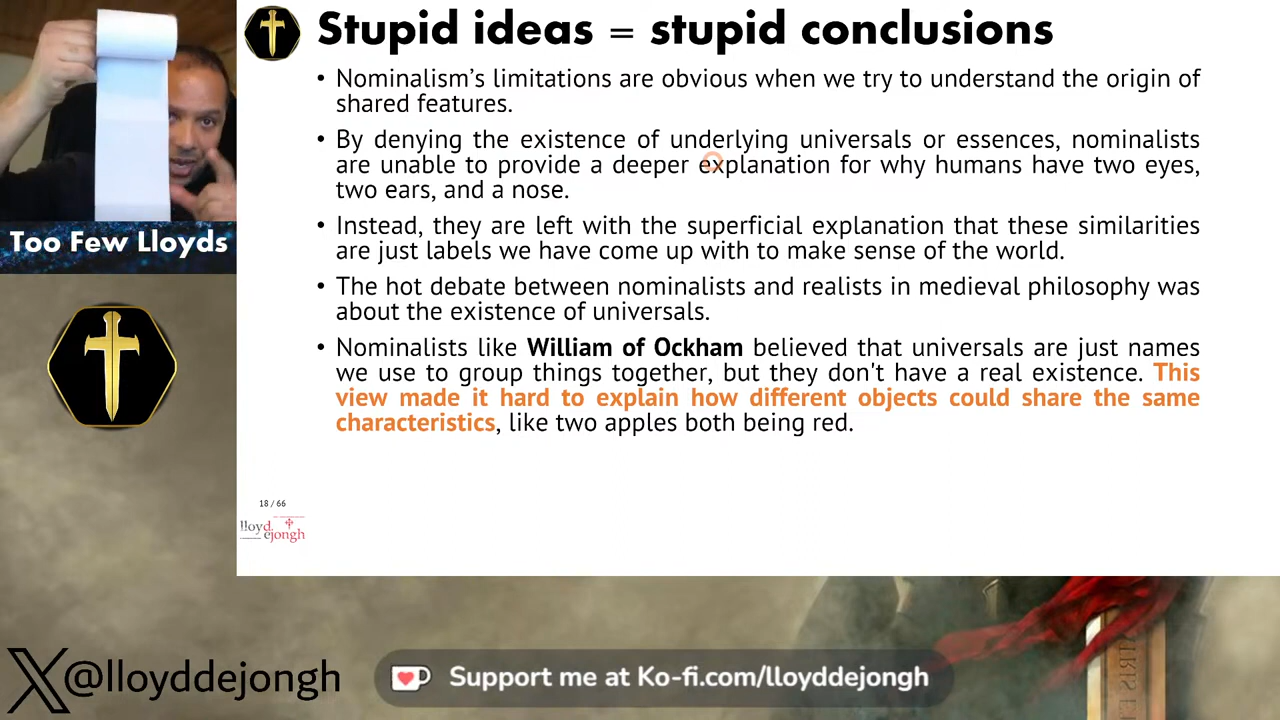 Stupid ideas = stupid conclusions
• Nominalism's limitations are obvious when we try to understand the origin of
shared features.
• By denying the existence of underlying universals or essences, nominalists
are unable to provide a deeper explanation for why humans have two eyes,
two ears, and a nose.
• Instead, they are left with the superficial explanation that these similarities
are just labels we have come up with to make sense of the world.
• The hot debate between nominalists and realists in medieval philosophy was
about the existence of universals.
• Nominalists like William of Ockham believed that universals are just names
we use to group things together, but they don't have a real existence. This
view made it hard to explain how different objects could share the same
characteristics, like two apples both being red.
Too Few Lloyds
18 / 66
lloyd
ejongh
X@lloyddejongh
Support me at Ko-fi.com/lloyddejongh